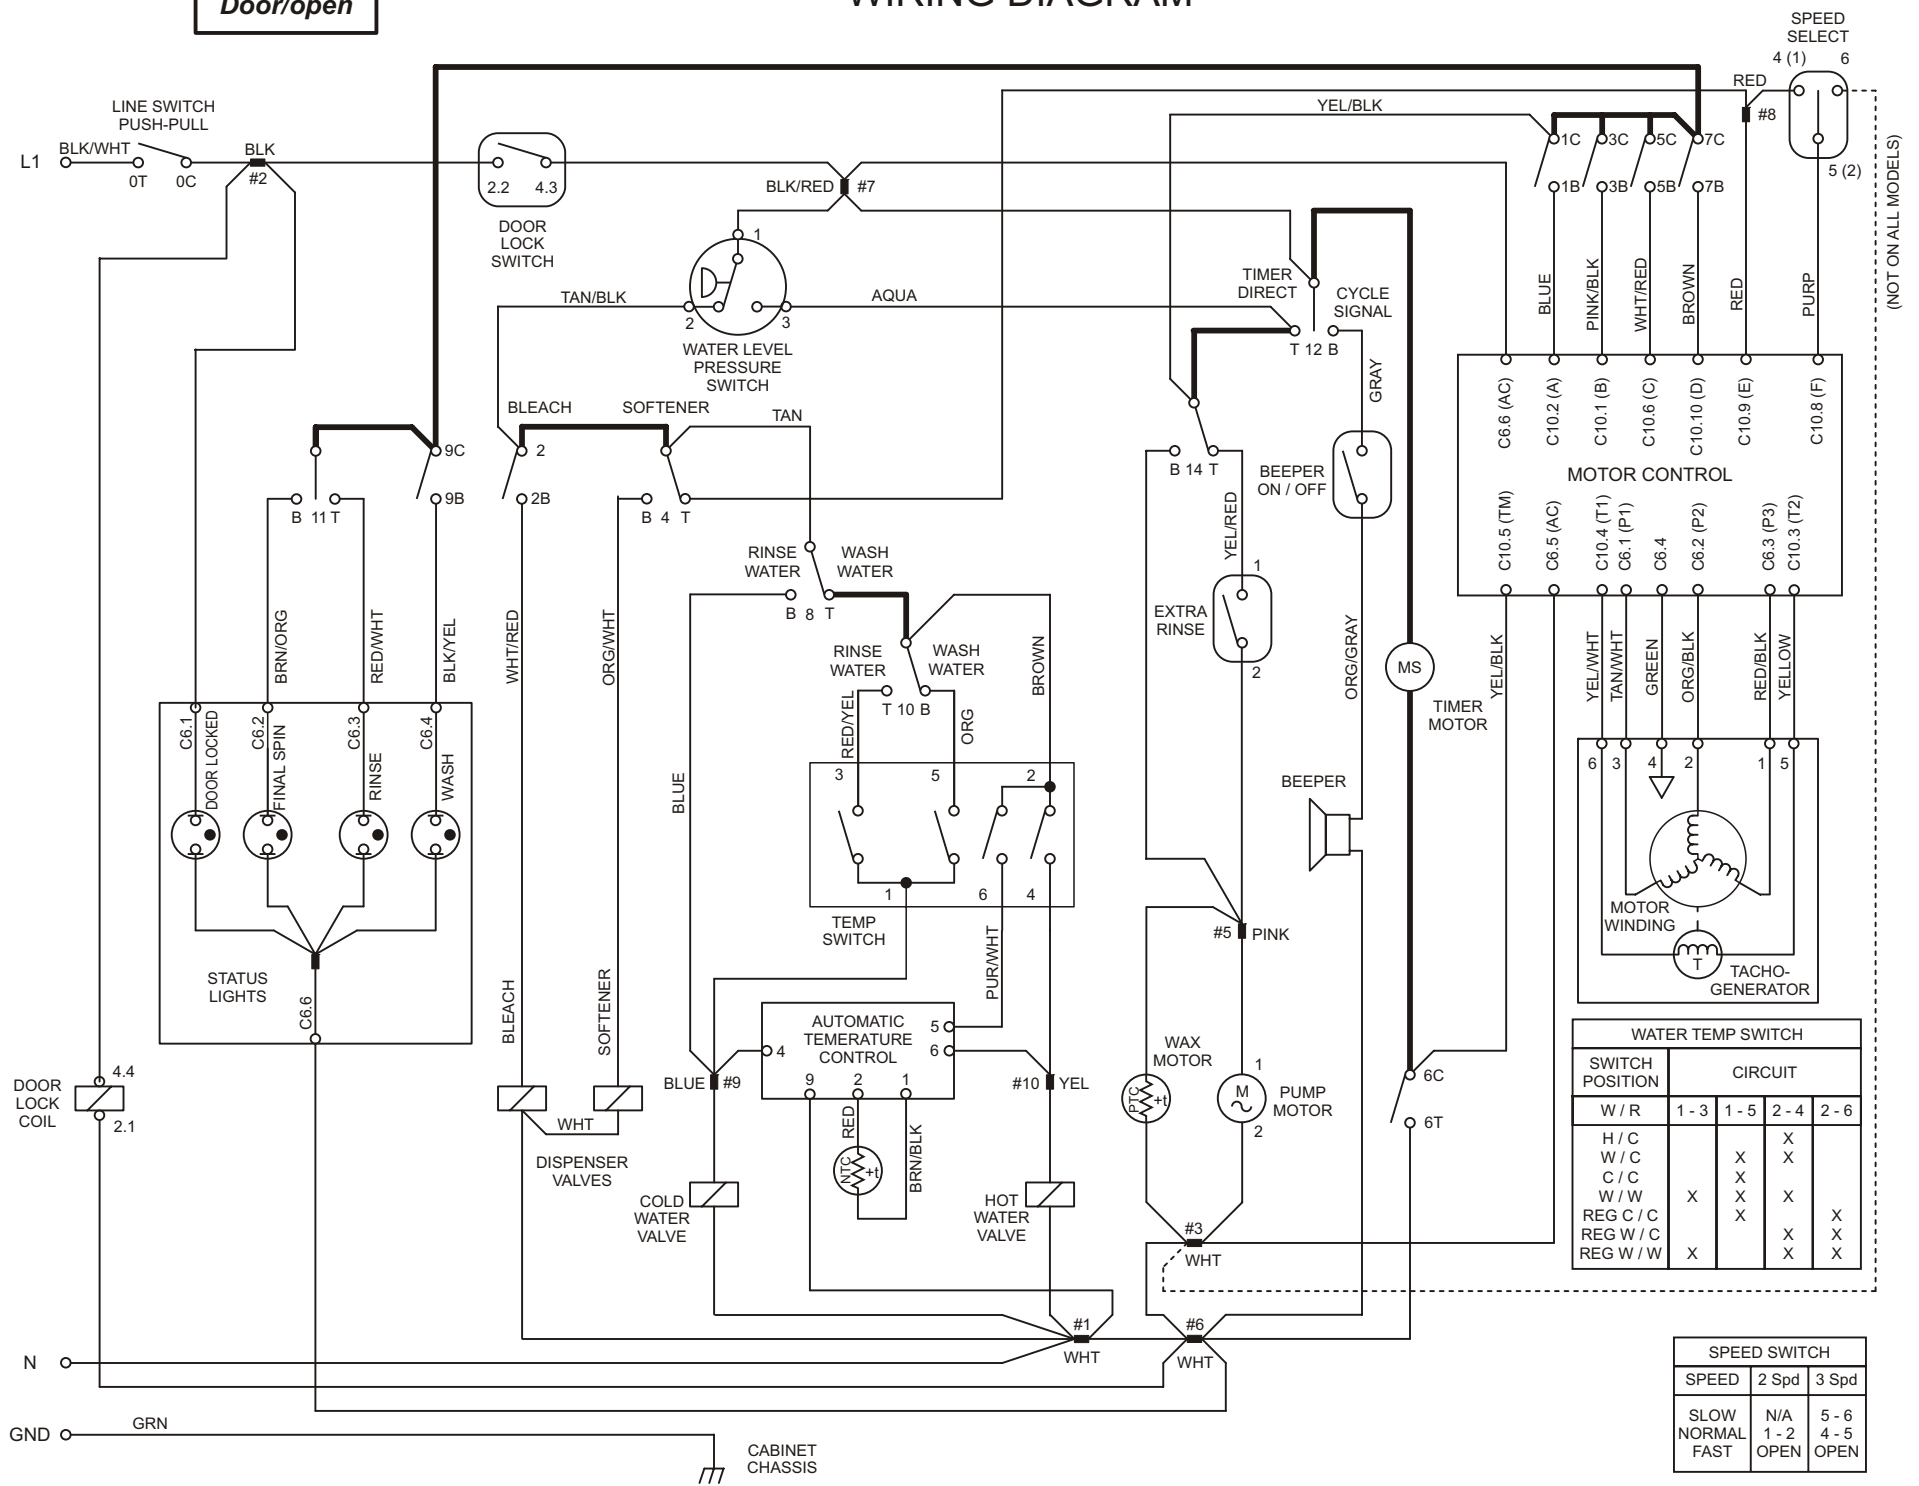 Door/open
WIRING DIAGRAM
SPEED
SELECT
4 (1) 6
RED
#8
5 (2)
(NOT ON ALL MODELS)
LINE SWITCH
PUSH-PULL
L1
BLK/WHT
0T 0C
BLK
#2
2.2 4.3
DOOR
LOCK
SWITCH
BLK/RED
#7
YEL/BLK
1C 3C 5C 7C
1B 3B 5B 7B
1
2 3
TAN/BLK
AQUA
WATER LEVEL
PRESSURE
SWITCH
TIMER
DIRECT
CYCLE
SIGNAL
T 12 B
GRAY
BLUE
PINK/BLK
WHT/RED
BROWN
RED
PURP
C6.6 (AC)
C10.2 (A)
C10.1 (B)
C10.6 (C)
C10.10 (D)
C10.9 (E)
C10.8 (F)
MOTOR CONTROL
C10.5 (TM)
C6.5 (AC)
C10.4 (T1)
C6.1 (P1)
C6.4
C6.2 (P2)
C6.3 (P3)
C10.3 (T2)
BLEACH
SOFTENER
TAN
9C
9B
2
2B
B 11 T
B 4 T
B 14 T
BEEPER
ON / OFF
YEL/RED
RINSE
WATER
WASH
WATER
B 8 T
RINSE
WATER
WASH
WATER
T 10 B
BRN/ORG
RED/WHT
BLK/YEL
WHT/RED
ORG/WHT
BLUE
RED/YEL
ORG
BROWN
1
EXTRA
RINSE
2
ORG/GRAY
MS
TIMER
MOTOR
YEL/BLK
YEL/WHT
TAN/WHT
GREEN
ORG/BLK
RED/BLK
YELLOW
C6.1
DOOR LOCKED
C6.2
FINAL SPIN
C6.3
RINSE
C6.4
WASH
STATUS
LIGHTS
C6.6
3 5 2
1 6 4
TEMP
SWITCH
PUR/WHT
BEEPER
6 3 4 2 1 5
MOTOR
WINDING
T
TACHO-
GENERATOR
#5 PINK
BLEACH
SOFTENER
AUTOMATIC
TEMERATURE
CONTROL
5
6
4
9 2 1
BLUE #9
#10 YEL
RED
BRN/BLK
NTC
+t
WAX
MOTOR
PTC
+t
1
M
2
PUMP
MOTOR
6C
6T
DOOR
LOCK
COIL
4.4
2.1
WHT
DISPENSER
VALVES
COLD
WATER
VALVE
HOT
WATER
VALVE
#3
WHT
#1
WHT
#6
WHT
N
GND
GRN
CABINET
CHASSIS
WATER TEMP SWITCH
SWITCH
POSITION
CIRCUIT
W / R 1 - 3 1 - 5 2 - 4 2 - 6
H / C X
W / C X X
C / C X
W / W X X X
REG C / C X X
REG W / C X X
REG W / W X X X
SPEED SWITCH
SPEED 2 Spd 3 Spd
SLOW N/A 5 - 6
NORMAL 1 - 2 4 - 5
FAST OPEN OPEN